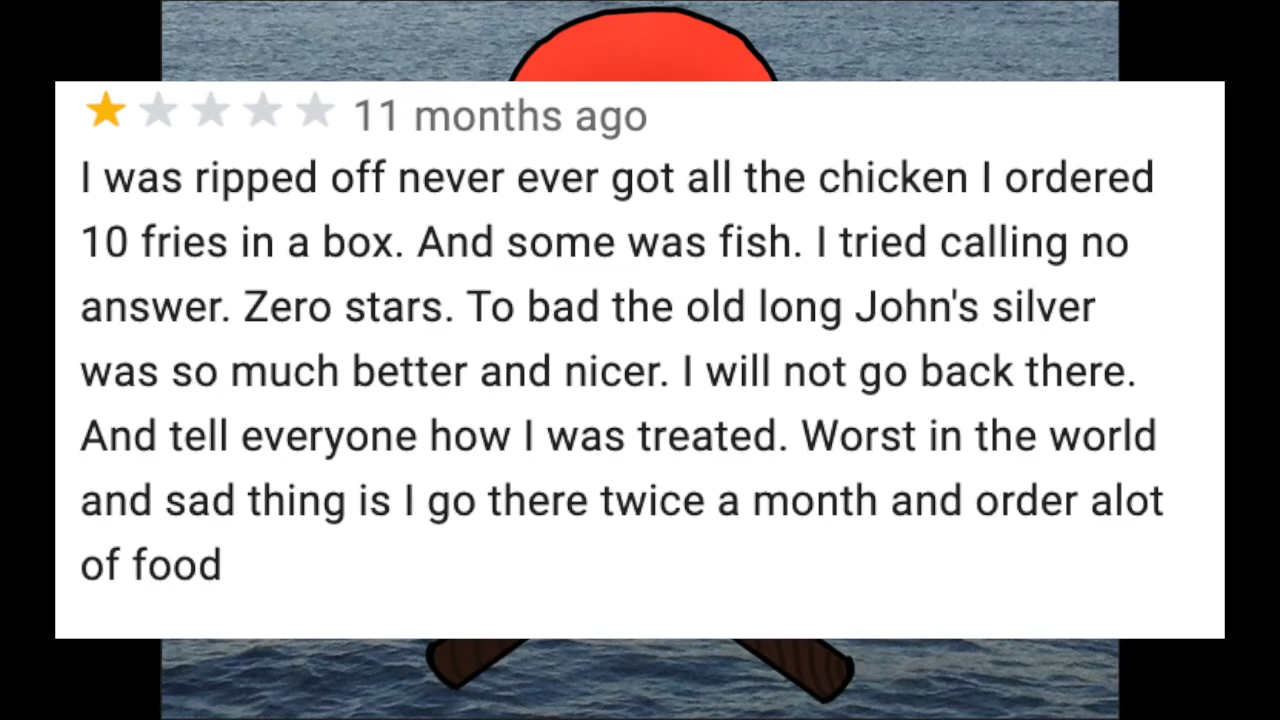 11 months ago
I was ripped off never ever got all the chicken I ordered
10 fries in a box. And some was fish. I tried calling no
answer. Zero stars. To bad the old long John's silver
was so much better and nicer. I will not go back there.
And tell everyone how I was treated. Worst in the world
and sad thing is I go there twice a month and order alot
of food